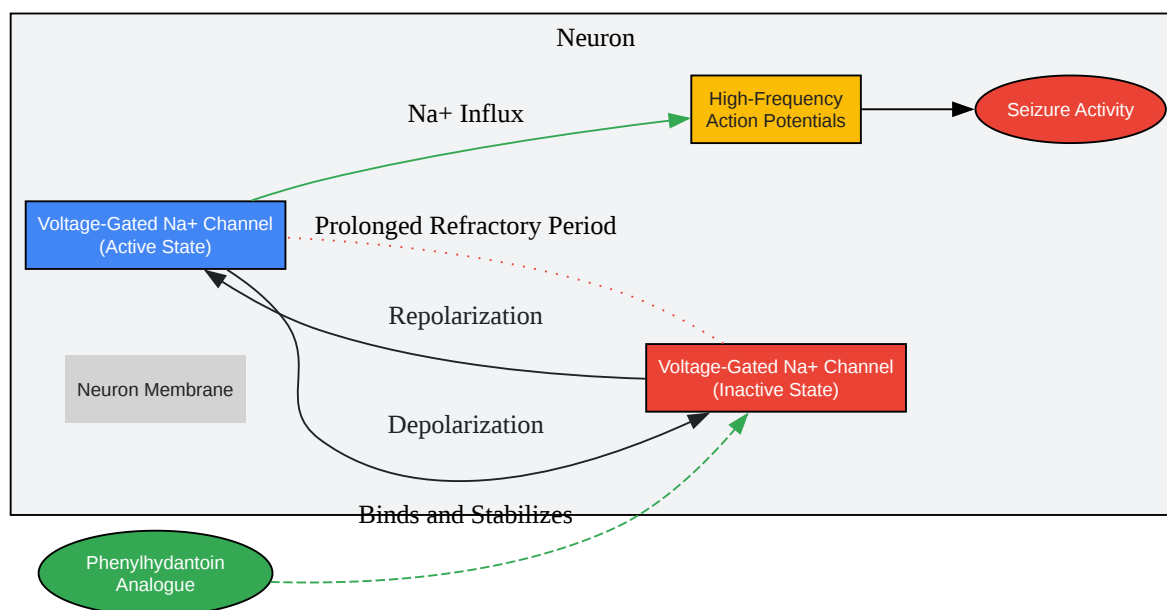 Neuron
High-Frequency
Action Potentials
Seizure Activity
Na+ Influx
Voltage-Gated Na+ Channel
(Active State)
Prolonged Refractory Period
Repolarization
Voltage-Gated Na+ Channel
(Inactive State)
Neuron Membrane
Depolarization
Binds and Stabilizes
Phenylhydantoin
Analogue